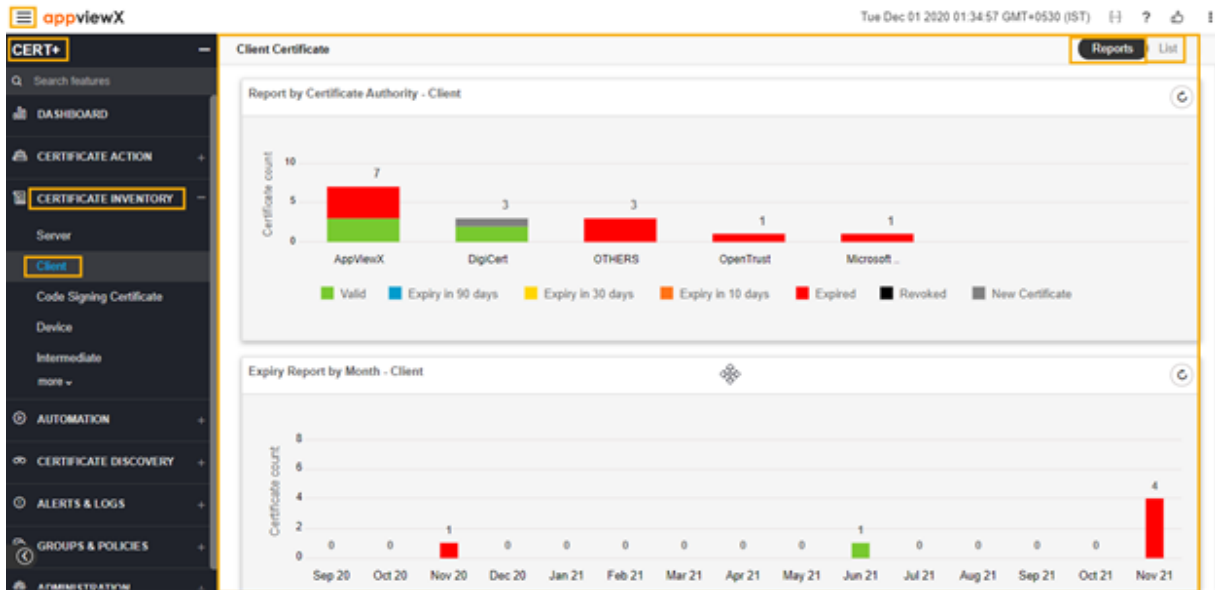 appviewX
Tue Dec 01 2020 01:34:57 GMT+0530 (IST)
?
CERT+
Search features
DASHBOARD
CERTIFICATE ACTION +
CERTIFICATE INVENTORY −
Server
Client
Code Signing Certificate
Device
Intermediate
more
AUTOMATION +
CERTIFICATE DISCOVERY +
ALERTS & LOGS +
GROUPS & POLICIES +
ADMINISTRATION
Client Certificate
Reports List
Report by Certificate Authority - Client
Certificate count
10
5
0
7 3 3 1 1
AppViewX DigiCert OTHERS OpenTrust Microsoft ...
Valid Expiry in 90 days Expiry in 30 days Expiry in 10 days Expired Revoked New Certificate
Expiry Report by Month - Client
Certificate count
8
6
4
2
0
0 0 1 0 0 0 0 0 0 1 0 0 0 0 4
Sep 20 Oct 20 Nov 20 Dec 20 Jan 21 Feb 21 Mar 21 Apr 21 May 21 Jun 21 Jul 21 Aug 21 Sep 21 Oct 21 Nov 21